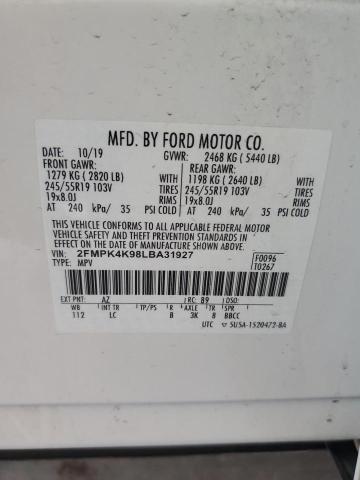 MFD. BY FORD MOTOR CO.
DATE: 10/19 GVWR: 2468 KG ( 5440 LB)
FRONT GAWR: REAR GAWR:
1279 KG ( 2820 LB) 1198 KG ( 2640 LB)
245/55R19 103V TIRES 245/55R19 103V TIRES
19x8.0J RIMS 19x8.0J RIMS
AT 240 kPa/ 35 PSI COLD AT 240 kPa/ 35 PSI COLD
THIS VEHICLE CONFORMS TO ALL APPLICABLE FEDERAL MOTOR
VEHICLE SAFETY AND THEFT PREVENTION STANDARDS IN EFFECT
ON THE DATE OF MANUFACTURE SHOWN ABOVE.
VIN: 2FMPK4K98LBA31927 F0096
TYPE: MPV T0267
EXT PNT: AZ RC: 89 DSO:
WB INT TR TP/PS R AXLE TR SPR
112 LC B 3K 8 BBCC
UTC 5U5A-1520472-BA